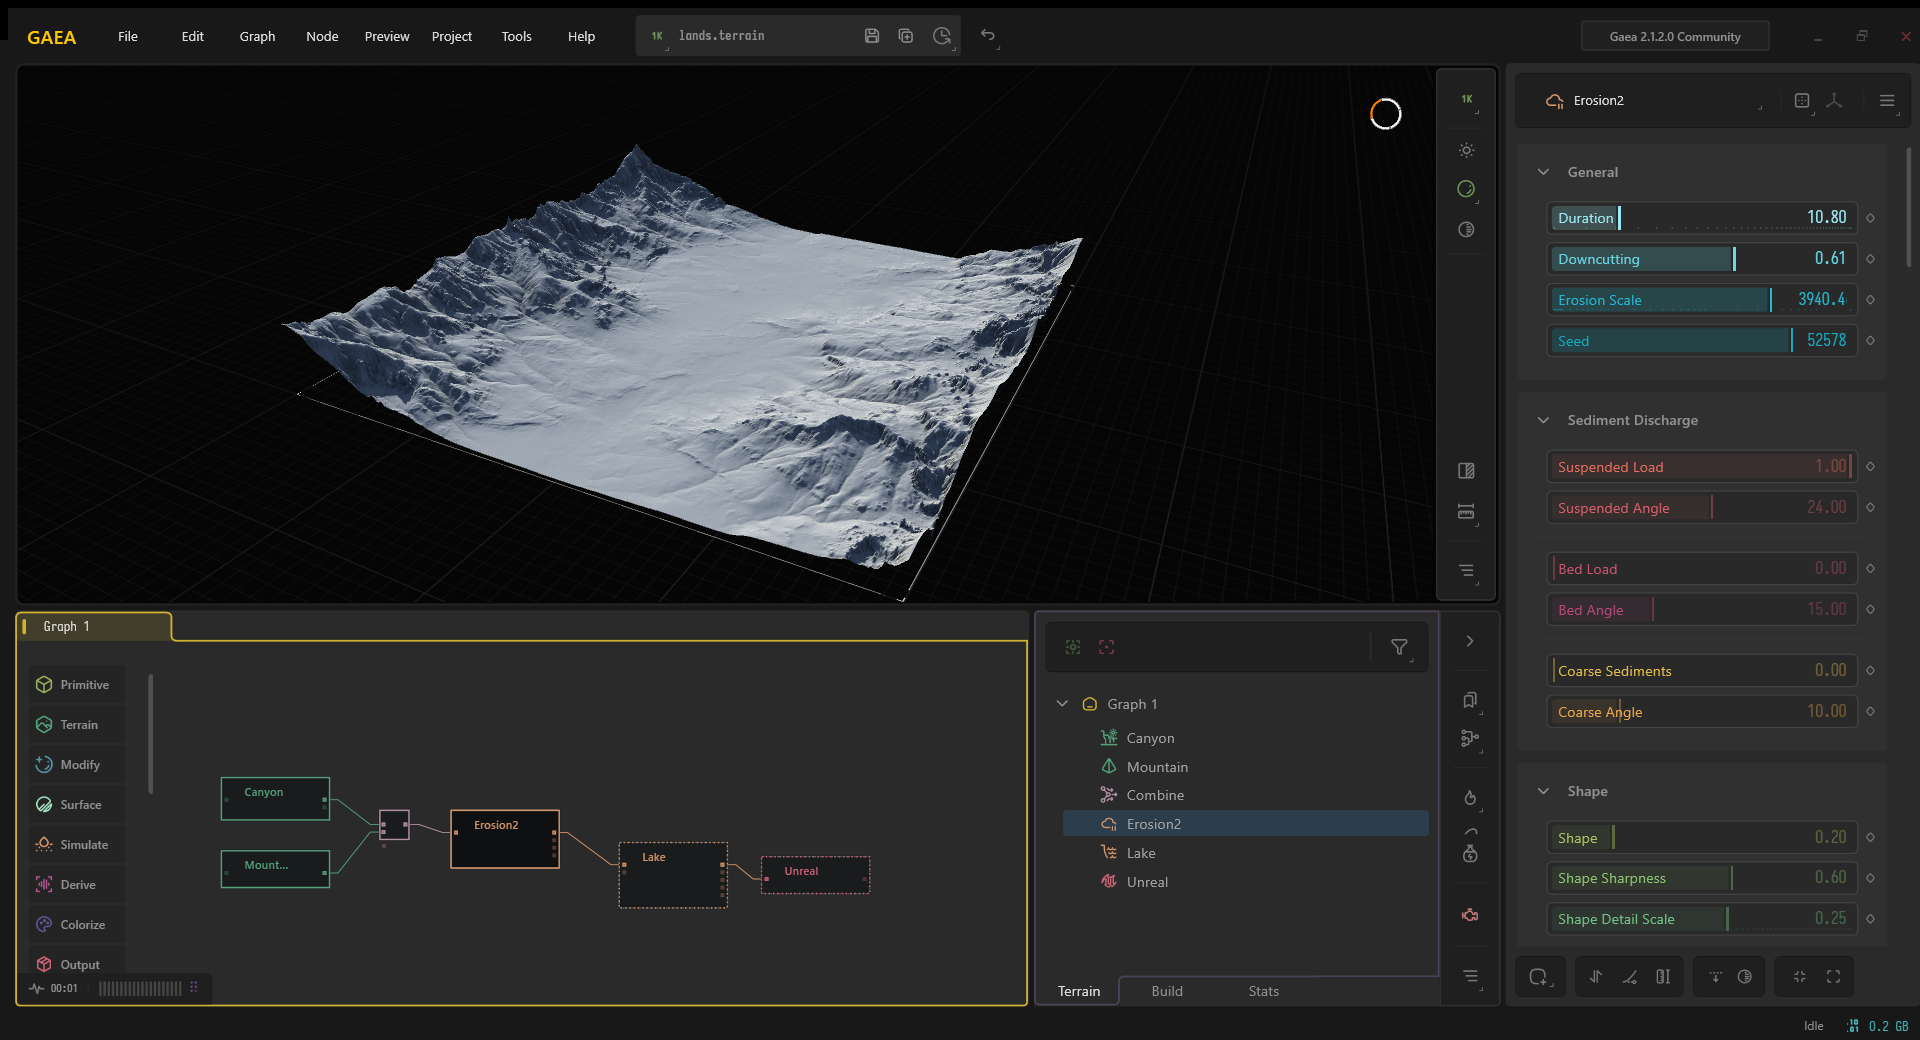 GAEA File Edit Graph Node Preview Project Tools Help 1K lands.terrain Gaea 2.1.2.0 Community
1K
Erosion2
General
Duration 10.80
Downcutting 0.61
Erosion Scale 3940.4
Seed 52578
Sediment Discharge
Suspended Load 1.00
Suspended Angle 24.00
Bed Load 0.00
Bed Angle 15.00
Coarse Sediments 0.00
Coarse Angle 10.00
Shape
Shape 0.20
Shape Sharpness 0.60
Shape Detail Scale 0.25
Graph 1
Primitive
Terrain
Modify
Surface
Simulate
Derive
Colorize
Output
00:01
Canyon
Mount...
Erosion2
Lake
Unreal
Graph 1
Canyon
Mountain
Combine
Erosion2
Lake
Unreal
Terrain Build Stats
Idle 0.2 GB